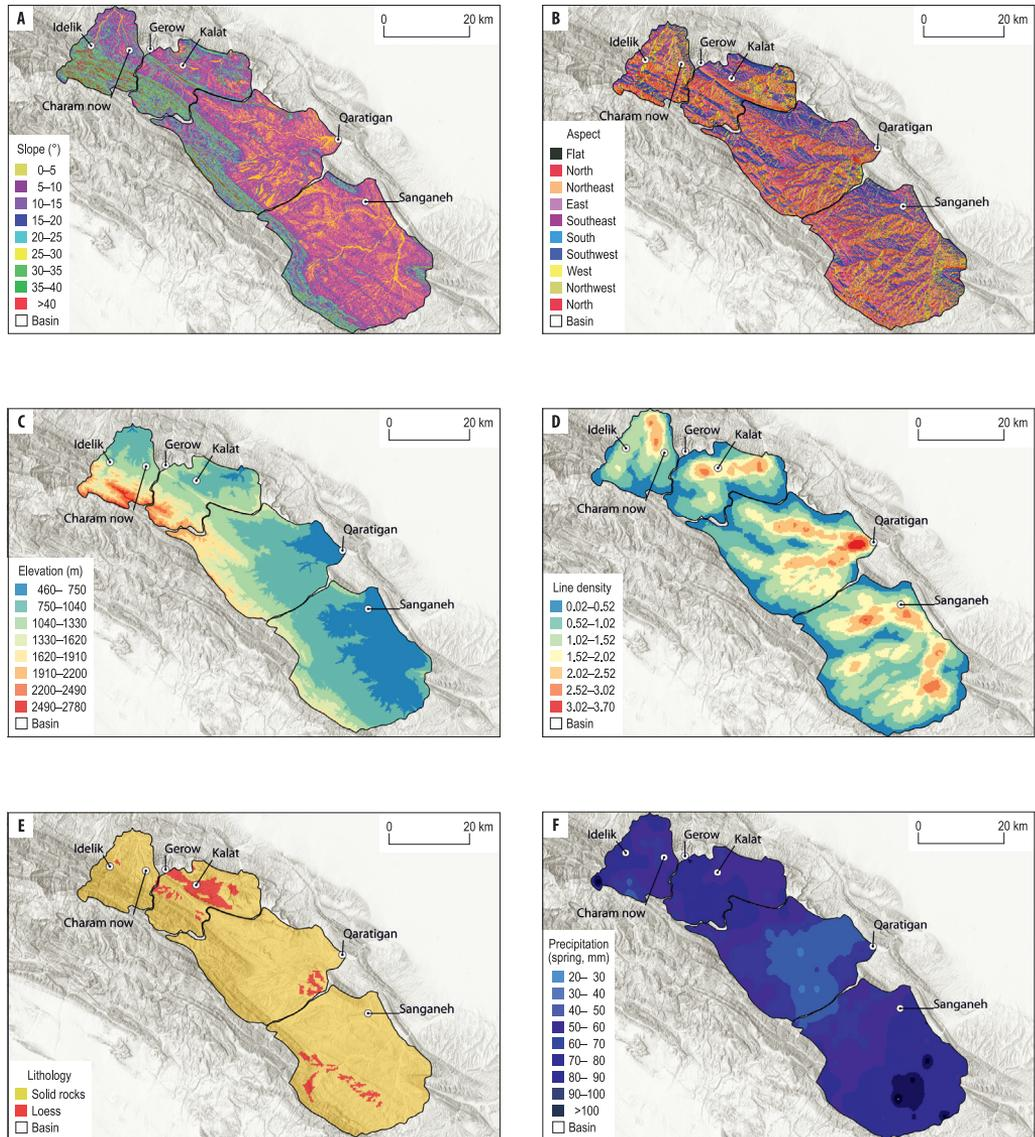 A
0 20 km
Idelik
Gerow
Kalat
Charam now
Qaratigan
Sanganeh
Slope (°)
0–5
5–10
10–15
15–20
20–25
25–30
30–35
35–40
>40
Basin
B
0 20 km
Idelik
Gerow
Kalat
Charam now
Qaratigan
Sanganeh
Aspect
Flat
North
Northeast
East
Southeast
South
Southwest
West
Northwest
North
Basin
C
0 20 km
Idelik
Gerow
Kalat
Charam now
Qaratigan
Sanganeh
Elevation (m)
460– 750
750–1040
1040–1330
1330–1620
1620–1910
1910–2200
2200–2490
2490–2780
Basin
D
0 20 km
Idelik
Gerow
Kalat
Charam now
Qaratigan
Sanganeh
Line density
0.02–0.52
0.52–1.02
1.02–1.52
1.52–2.02
2.02–2.52
2.52–3.02
3.02–3.70
Basin
E
0 20 km
Idelik
Gerow
Kalat
Charam now
Qaratigan
Sanganeh
Lithology
Solid rocks
Loess
Basin
F
0 20 km
Idelik
Gerow
Kalat
Charam now
Qaratigan
Sanganeh
Precipitation
(spring, mm)
20– 30
30– 40
40– 50
50– 60
60– 70
70– 80
80– 90
90–100
>100
Basin